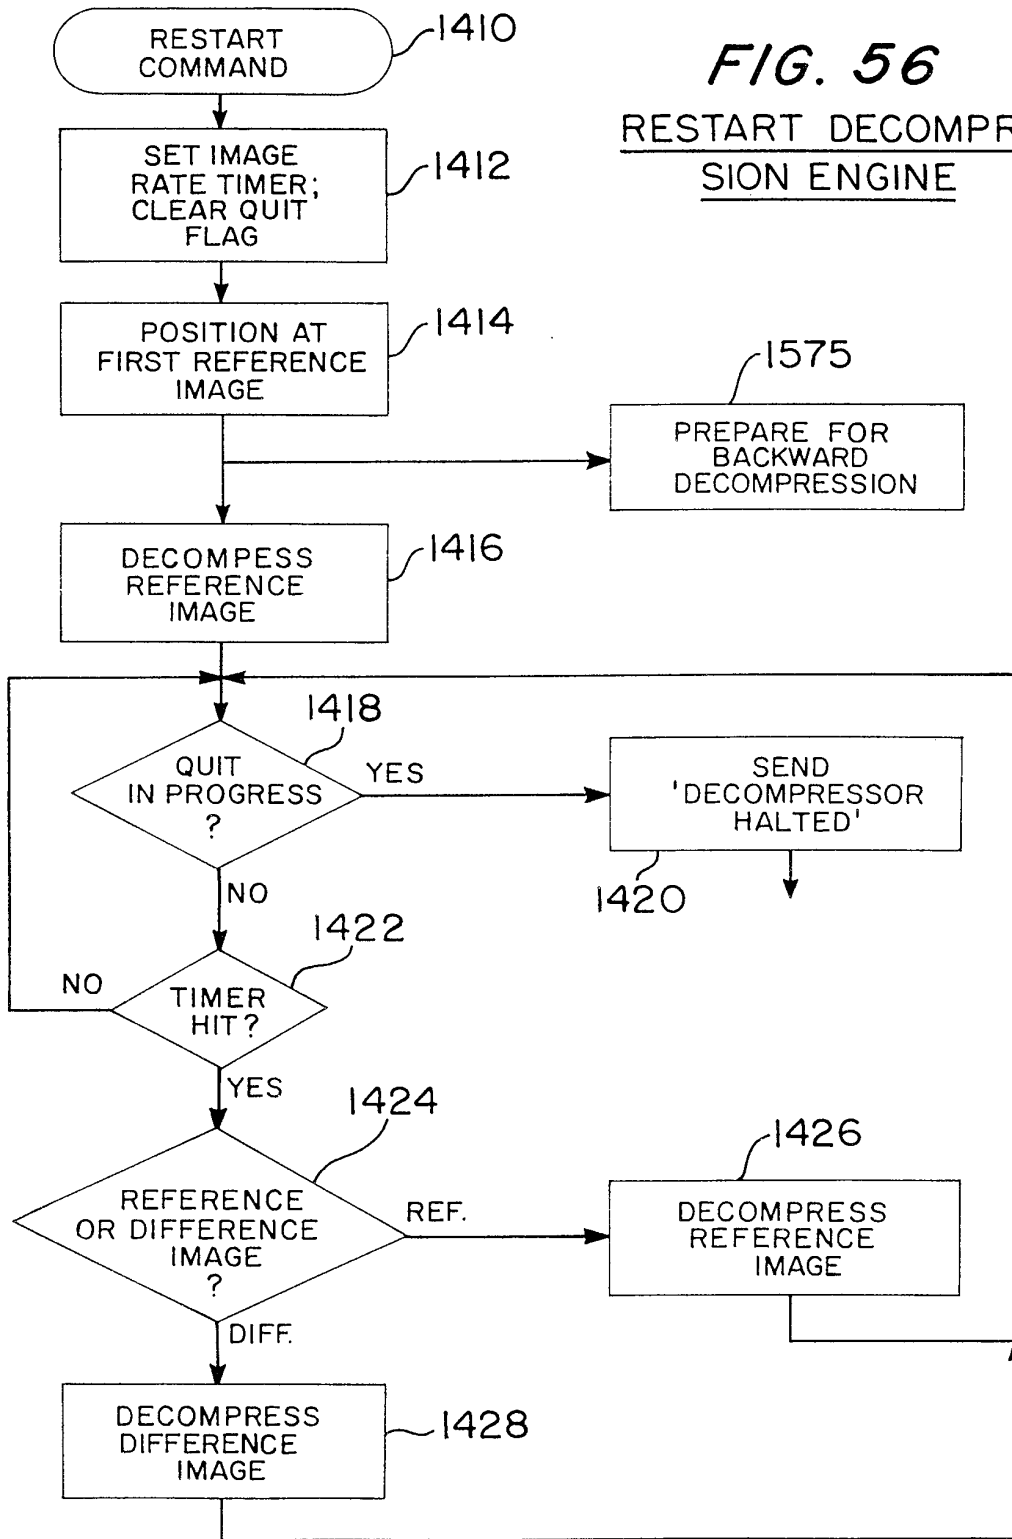 RESTART
COMMAND
1410
FIG. 56
RESTART DECOMPR
SION ENGINE
SET IMAGE
RATE TIMER;
CLEAR QUIT
FLAG
1412
POSITION AT
FIRST REFERENCE
IMAGE
1414
1575
PREPARE FOR
BACKWARD
DECOMPRESSION
DECOMPESS
REFERENCE
IMAGE
1416
QUIT
IN PROGRESS
?
1418
YES
SEND
'DECOMPRESSOR
HALTED'
1420
NO
TIMER
HIT?
1422
NO
YES
REFERENCE
OR DIFFERENCE
IMAGE
?
1424
REF.
1426
DECOMPRESS
REFERENCE
IMAGE
DIFF.
DECOMPRESS
DIFFERENCE
IMAGE
1428